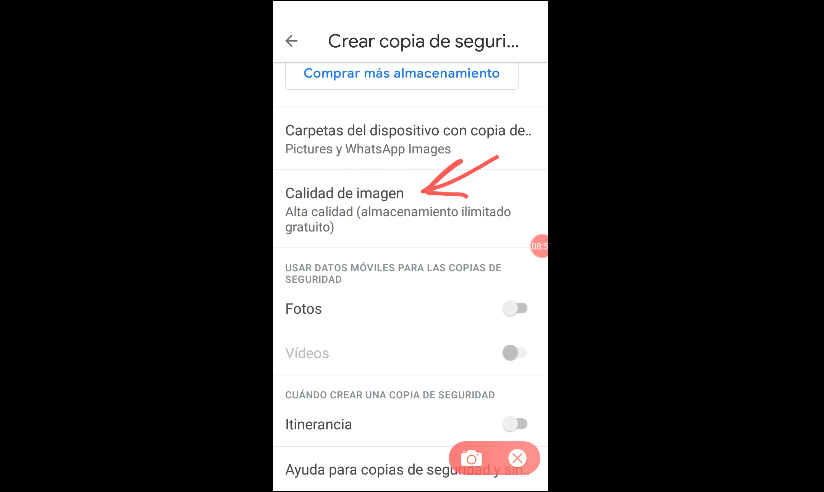 Crear copia de seguri...
Comprar más almacenamiento
Carpetas del dispositivo con copia de..
Pictures y WhatsApp Images
Calidad de imagen
Alta calidad (almacenamiento ilimitado
gratuito)
08:5
USAR DATOS MÓVILES PARA LAS COPIAS DE
SEGURIDAD
Fotos
Vídeos
CUÁNDO CREAR UNA COPIA DE SEGURIDAD
Itinerancia
Ayuda para copias de seguridad y sin..